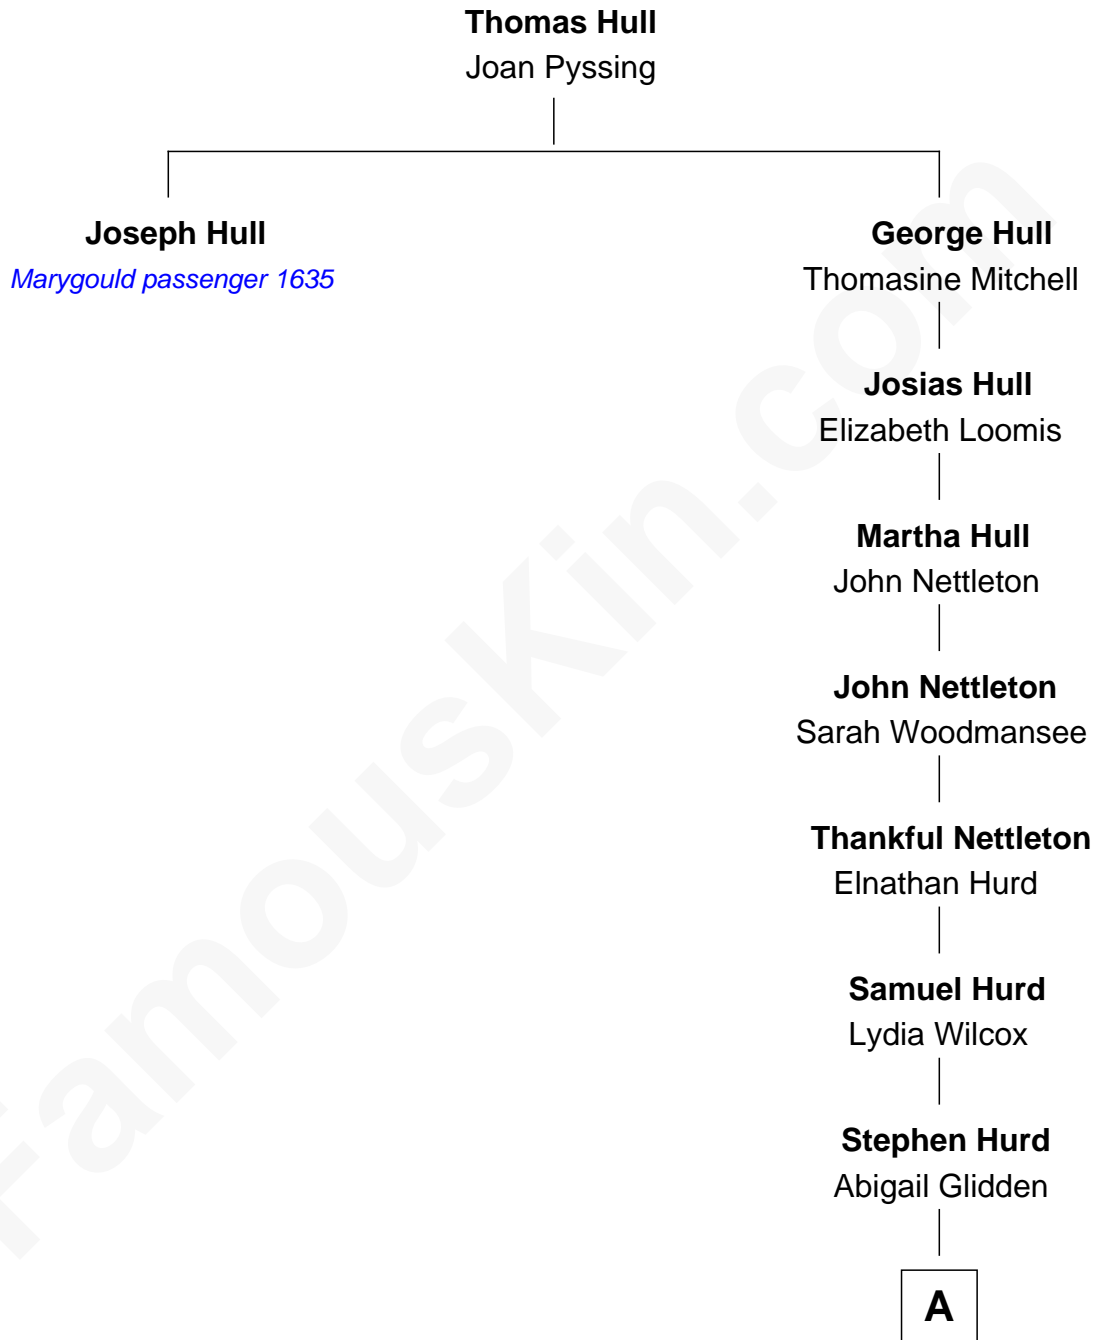 Thomas Hull
Joan Pyssing
Joseph Hull
Marygould passenger 1635
George Hull
Thomasine Mitchell
Josias Hull
Elizabeth Loomis
Martha Hull
John Nettleton
John Nettleton
Sarah Woodmansee
Thankful Nettleton
Elnathan Hurd
Samuel Hurd
Lydia Wilcox
Stephen Hurd
Abigail Glidden
A
FamousKin.com